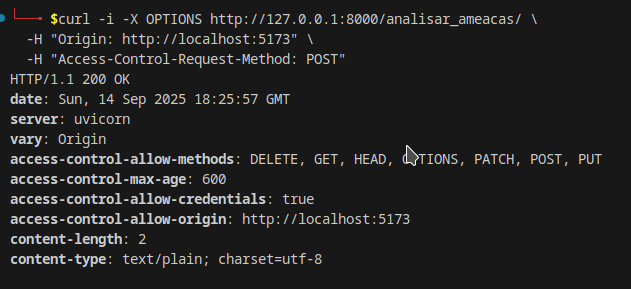 $curl -i -X OPTIONS http://127.0.0.1:8000/analisar_ameacas/ \
-H "Origin: http://localhost:5173" \
-H "Access-Control-Request-Method: POST"
HTTP/1.1 200 OK
date: Sun, 14 Sep 2025 18:25:57 GMT
server: uvicorn
vary: Origin
access-control-allow-methods: DELETE, GET, HEAD, OPTIONS, PATCH, POST, PUT
access-control-max-age: 600
access-control-allow-credentials: true
access-control-allow-origin: http://localhost:5173
content-length: 2
content-type: text/plain; charset=utf-8